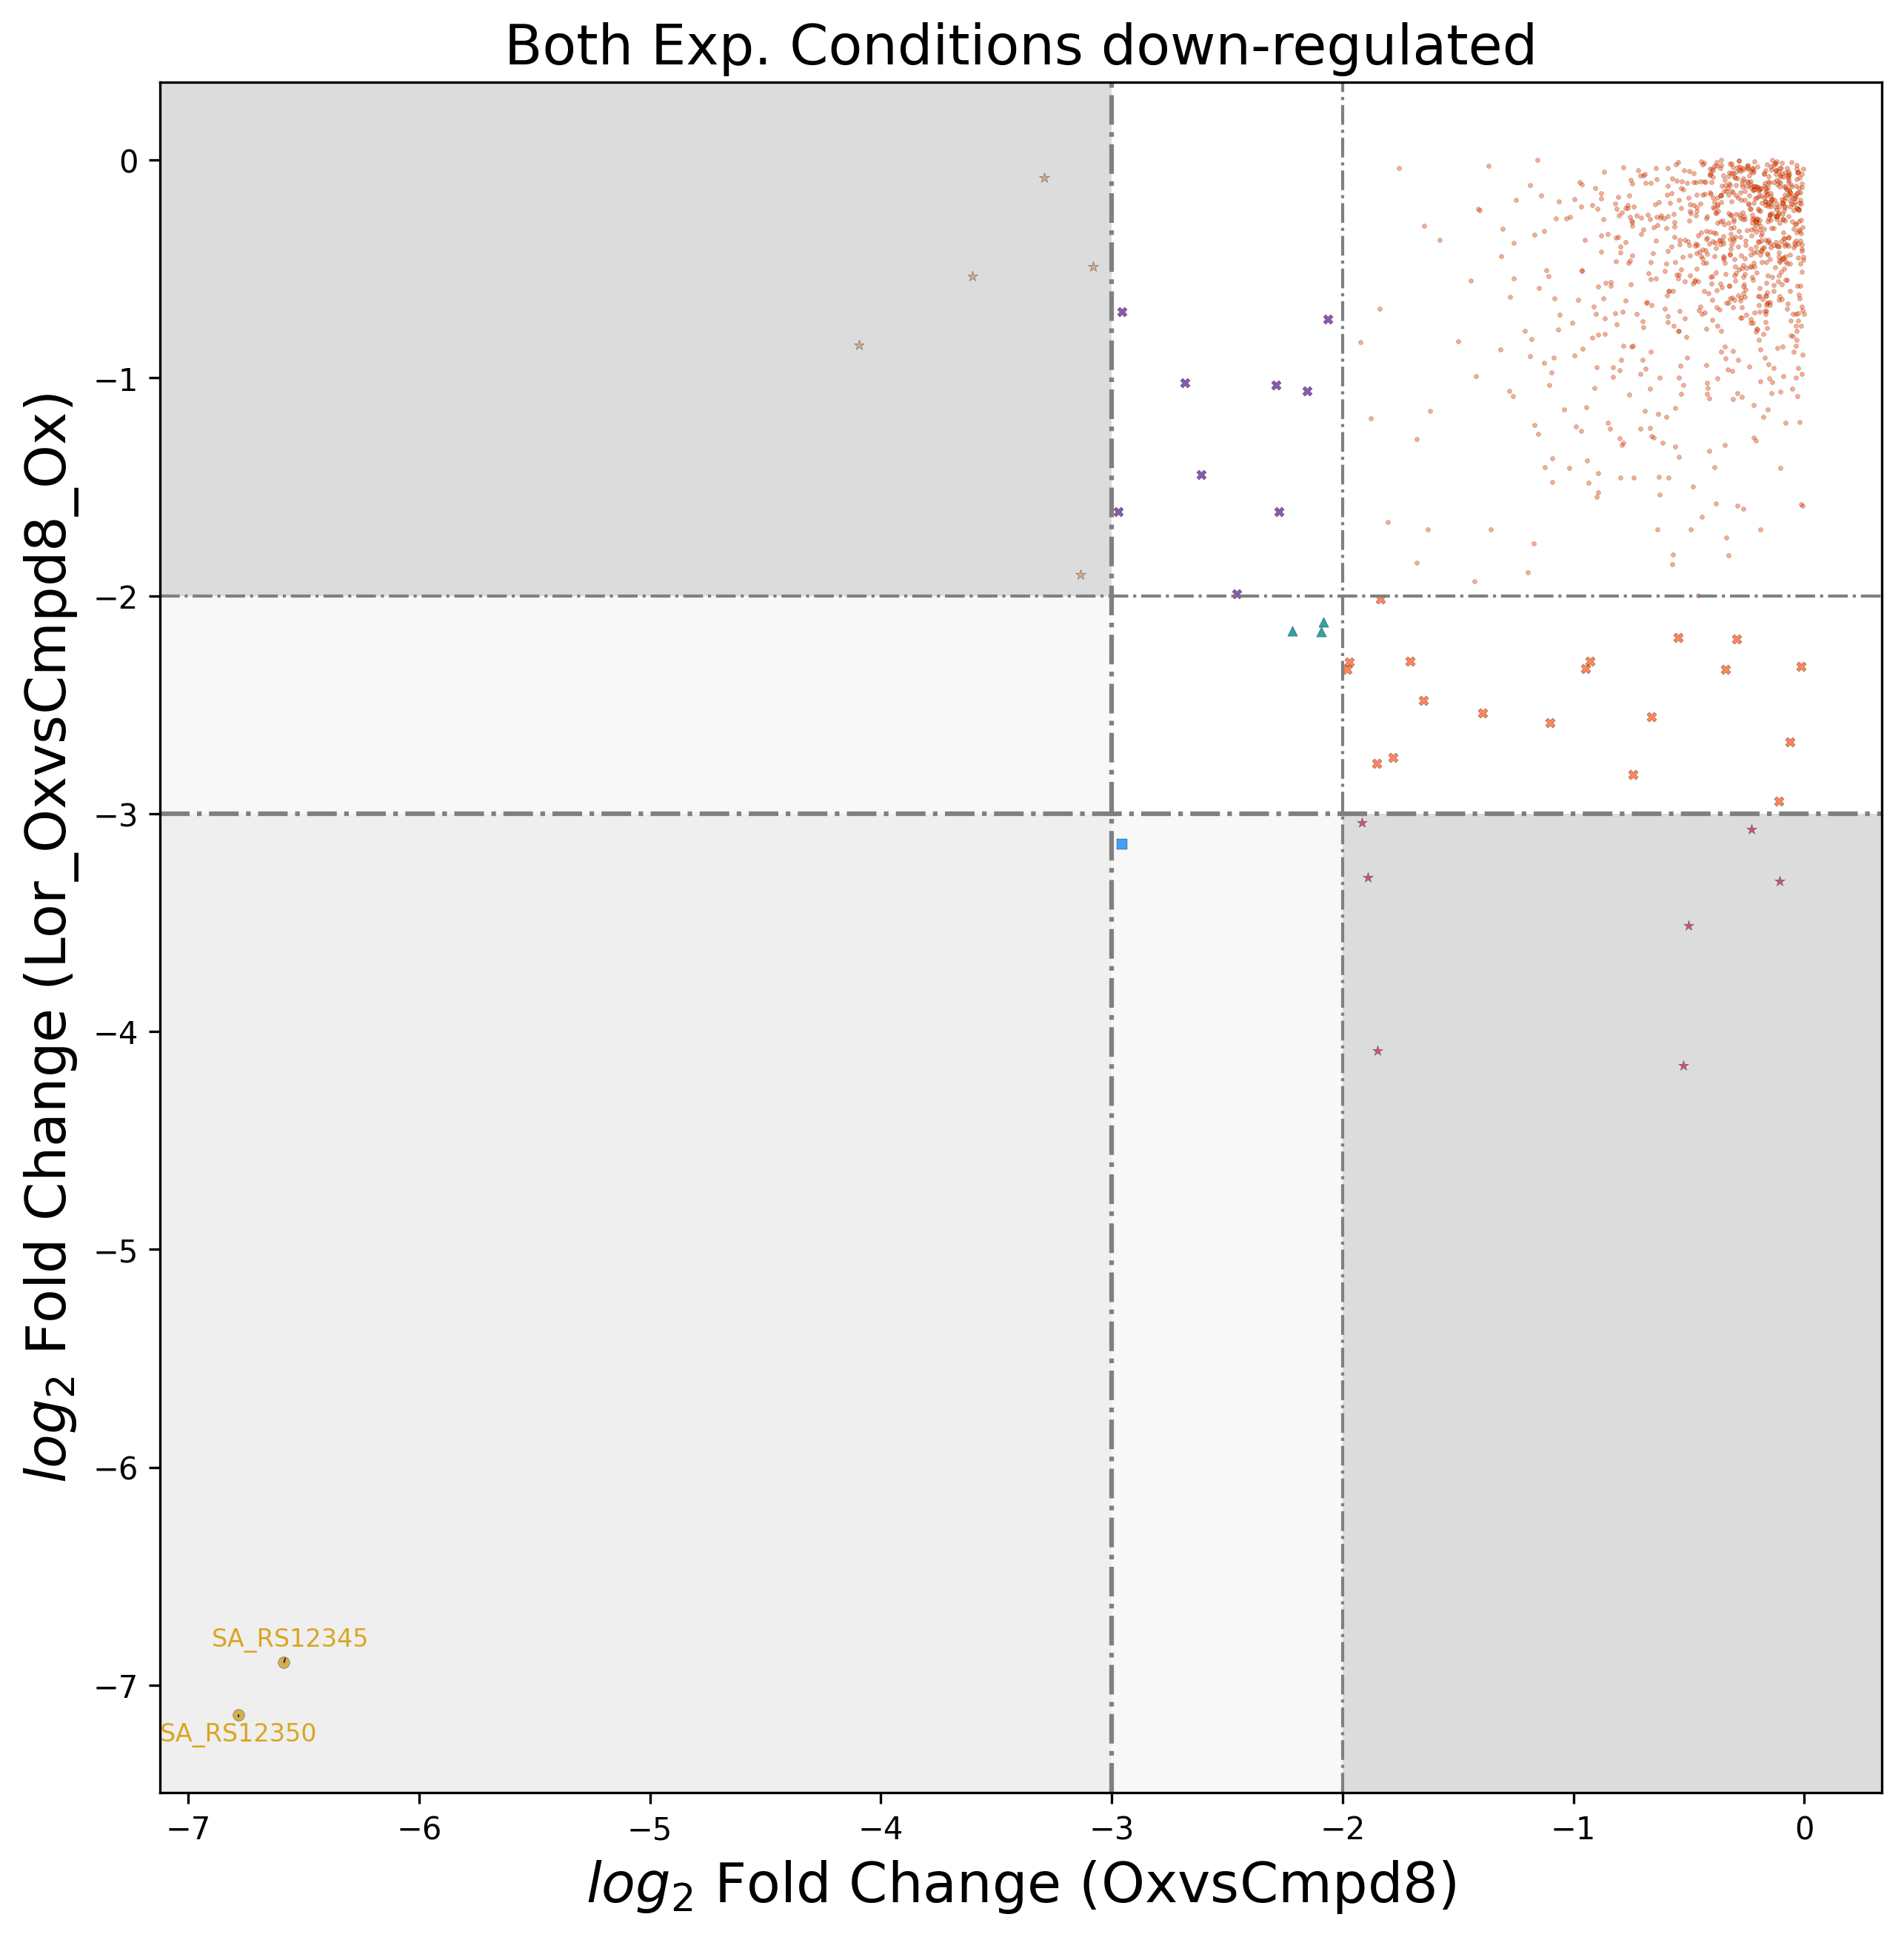 Both Exp. Conditions down-regulated
log2 Fold Change (Lor_OxvsCmpd8_Ox)
0
−1
−2
−3
−4
−5
−6
−7
SA_RS12345
SA_RS12350
−7 −6 −5 −4 −3 −2 −1 0
log2 Fold Change (OxvsCmpd8)